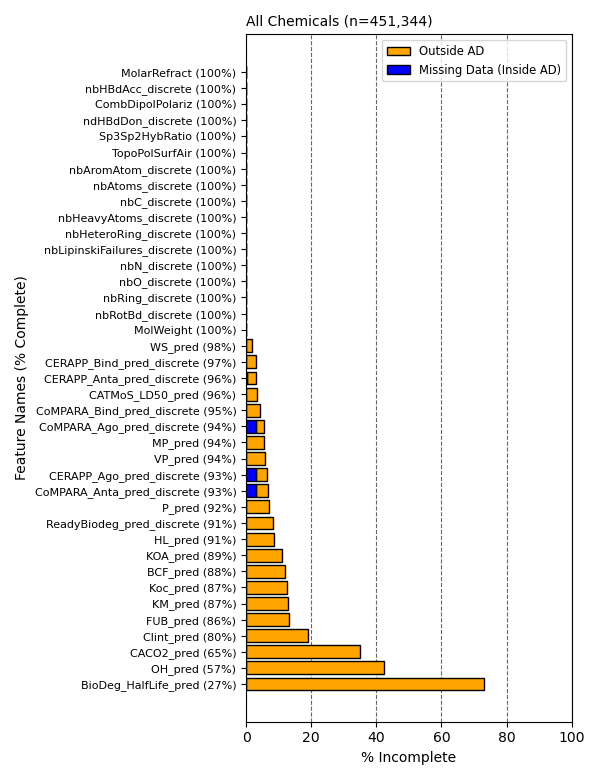 All Chemicals (n=451,344)
Outside AD
Missing Data (Inside AD)
MolarRefract (100%)
nbHBdAcc_discrete (100%)
CombDipolPolariz (100%)
ndHBdDon_discrete (100%)
Sp3Sp2HybRatio (100%)
TopoPolSurfAir (100%)
nbAromAtom_discrete (100%)
nbAtoms_discrete (100%)
nbC_discrete (100%)
nbHeavyAtoms_discrete (100%)
nbHeteroRing_discrete (100%)
nbLipinskiFailures_discrete (100%)
nbN_discrete (100%)
nbO_discrete (100%)
nbRing_discrete (100%)
nbRotBd_discrete (100%)
MolWeight (100%)
WS_pred (98%)
CERAPP_Bind_pred_discrete (97%)
CERAPP_Anta_pred_discrete (96%)
CATMoS_LD50_pred (96%)
CoMPARA_Bind_pred_discrete (95%)
CoMPARA_Ago_pred_discrete (94%)
MP_pred (94%)
VP_pred (94%)
CERAPP_Ago_pred_discrete (93%)
CoMPARA_Anta_pred_discrete (93%)
P_pred (92%)
ReadyBiodeg_pred_discrete (91%)
HL_pred (91%)
KOA_pred (89%)
BCF_pred (88%)
Koc_pred (87%)
KM_pred (87%)
FUB_pred (86%)
Clint_pred (80%)
CACO2_pred (65%)
OH_pred (57%)
BioDeg_HalfLife_pred (27%)
Feature Names (% Complete)
0 20 40 60 80 100
% Incomplete